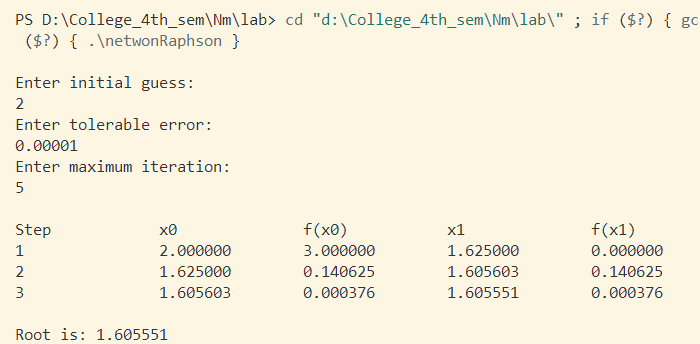 PS D:\College_4th_sem\Nm\lab> cd "d:\College_4th_sem\Nm\lab\" ; if ($?) { gc
($?) { .\netwonRaphson }
Enter initial guess:
2
Enter tolerable error:
0.00001
Enter maximum iteration:
5
Step x0 f(x0) x1 f(x1)
1 2.000000 3.000000 1.625000 0.000000
2 1.625000 0.140625 1.605603 0.140625
3 1.605603 0.000376 1.605551 0.000376
Root is: 1.605551